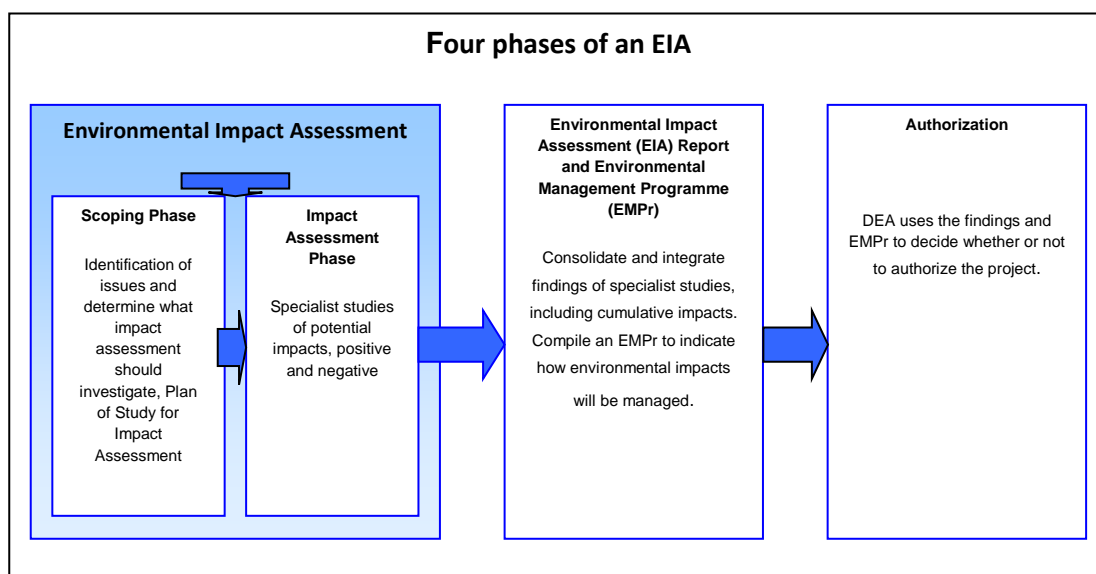 Four phases of an EIA
Environmental Impact Assessment
Scoping Phase
Identification of
issues and
determine what
impact
assessment
should
investigate, Plan
of Study for
Impact
Assessment
Impact
Assessment
Phase
Specialist studies
of potential
impacts, positive
and negative
Environmental Impact
Assessment (EIA) Report
and Environmental
Management Programme
(EMPr)
Consolidate and integrate
findings of specialist studies,
including cumulative impacts.
Compile an EMPr to indicate
how environmental impacts
will be managed.
Authorization
DEA uses the findings and
EMPr to decide whether or not
to authorize the project.